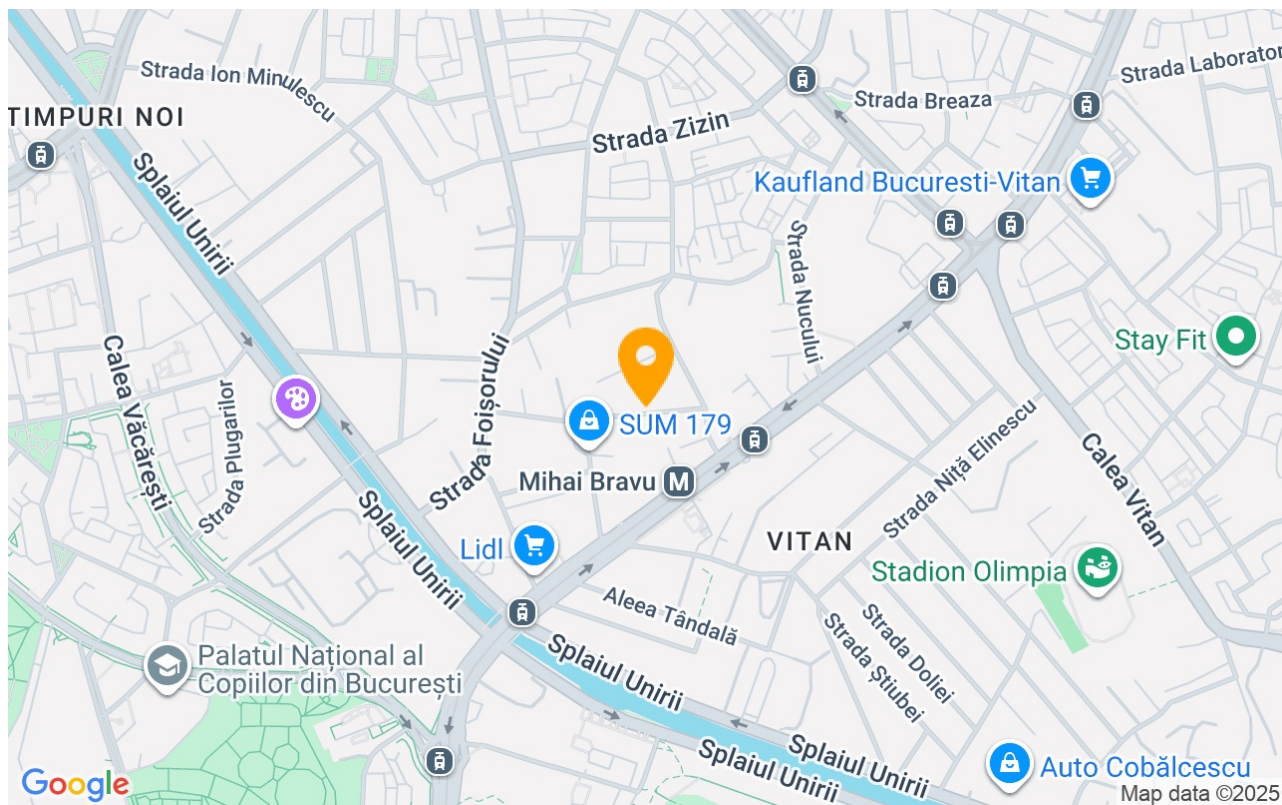 Strada Ion Minulescu
Strada Laborator
Strada Breaza
TIMPURI NOI
Strada Zizin
Kaufland Bucuresti-Vitan
Splaiul Unirii
Strada Nucului
Calea Văcărești
Strada Plugarilor
Strada Foișorului
Stay Fit
SUM 179
Mihai Bravu
M
Strada Niță Elinescu
Calea Vitan
Splaiul Unirii
Lidl
VITAN
Stadion Olimpia
Aleea Tândală
Strada Doliei
Strada Știubei
Palatul Național al
Copiilor din București
Splaiul Unirii
Splaiul Unirii
Splaiul Unirii
Auto Cobălcescu
Google
Map data ©2025